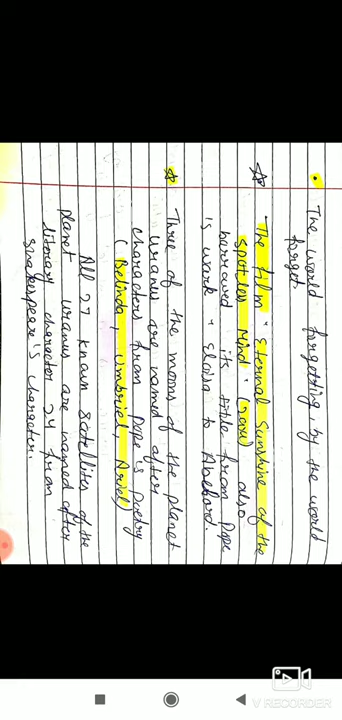 The world forgetting, by the world
forget.
The film "Eternal Sunshine of the
spotless Mind" (2004) also
borrowed its title from Pope
's work "Eloisa to Abelard.
Three of the moons of the planet
Uranus are named after
characters from Pope's poetry
(Belinda, Umbriel, Ariel)
All 27 known satellites of the
planet uranus are named after
literary character 24 from
Shakespeare's character.
V RECORDER